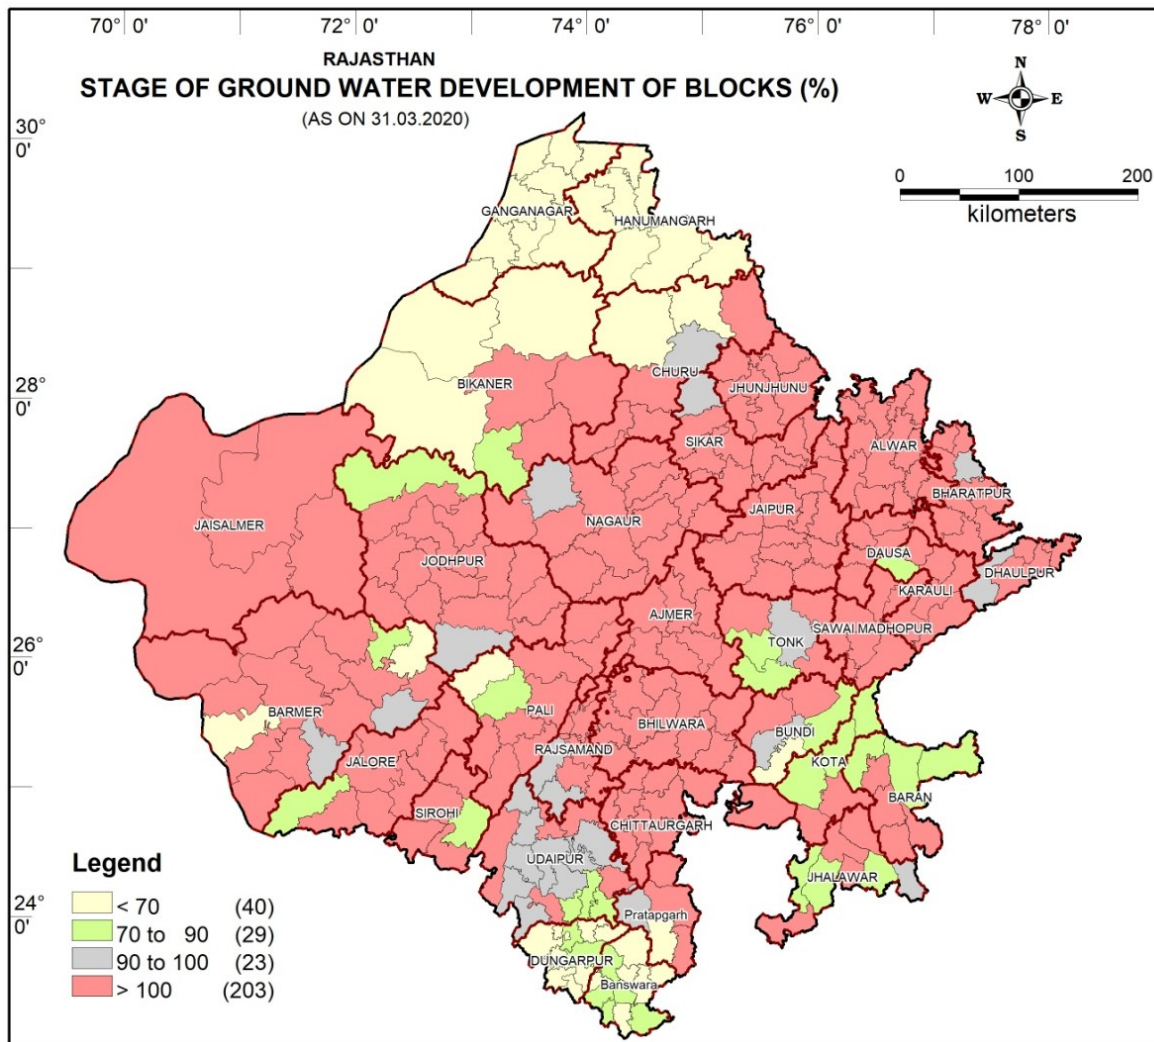 70° 0' 72° 0' 74° 0' 76° 0' 78° 0'
RAJASTHAN
STAGE OF GROUND WATER DEVELOPMENT OF BLOCKS (%)
(AS ON 31.03.2020)
N
W E
S
30°
0'
0 100 200
kilometers
GANGANAGAR
HANUMANGARH
28°
0'
BIKANER
CHURU
JHUNJHUNU
SIKAR
ALWAR
BHARATPUR
JAISALMER
NAGAUR
JAIPUR
JODHPUR
DAUSA
DHAULPUR
KARAULI
AJMER
26°
0'
TONK
SAWAI MADHOPUR
BARMER
PALI
BHILWARA
BUNDI
RAJSAMAND
KOTA
JALORE
BARAN
SIROHI
CHITTAURGARH
UDAIPUR
JHALAWAR
24°
0'
Pratapgarh
DUNGARPUR
Banswara
Legend
< 70 (40)
70 to 90 (29)
90 to 100 (23)
> 100 (203)